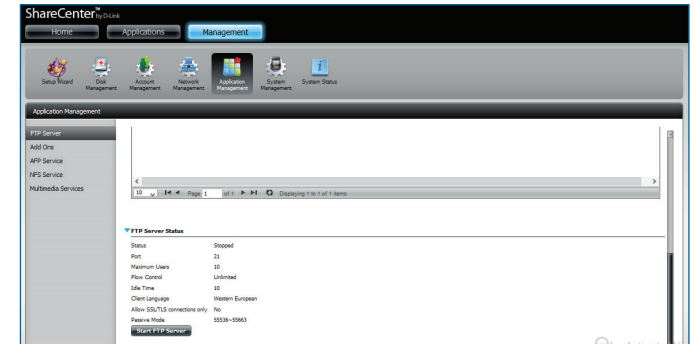 ShareCenter™ by D-Link
Home Applications Management
Setup Wizard Disk Management Account Management Network Management Application Management System Management System Status
Application Management
FTP Server
Add One
AFP Service
NFS Service
Multimedia Services
10 Page 1 of 1 Displaying 1 to 1 of 1 items
FTP Server Status
Status Stopped
Port 21
Maximum Users 10
Flow Control Unlimited
Idle Time 10
Client Language Western European
Allow SSL/TLS connections only No
Passive Mode 55536~55663
Start FTP Server